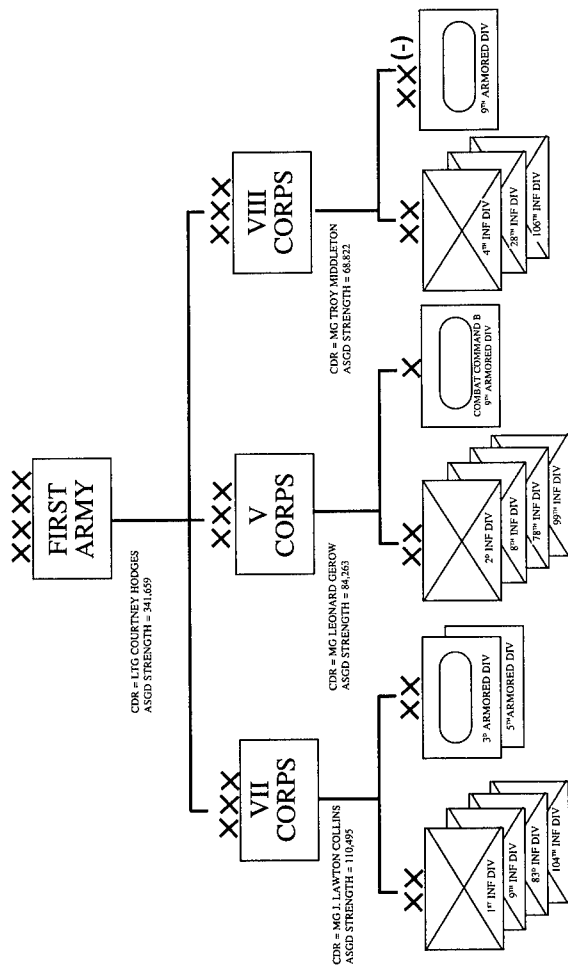 XXXX
FIRST
ARMY
CDR = LTG COURTNEY HODGES
ASGD STRENGTH = 341,659
XXX
VII
CORPS
CDR = MG J. LAWTON COLLINS
ASGD STRENGTH = 110,495
XX
1ST INF DIV
9TH INF DIV
83D INF DIV
104TH INF DIV
XX
3D ARMORED DIV
5TH ARMORED DIV
XXX
V
CORPS
CDR = MG LEONARD GEROW
ASGD STRENGTH = 84,263
XX
2D INF DIV
8TH INF DIV
78TH INF DIV
99TH INF DIV
X
COMBAT COMMAND B
9TH ARMORED DIV
XXX
VIII
CORPS
CDR = MG TROY MIDDLETON
ASGD STRENGTH = 68,822
XX
4TH INF DIV
28TH INF DIV
106TH INF DIV
XX(-)
9TH ARMORED DIV